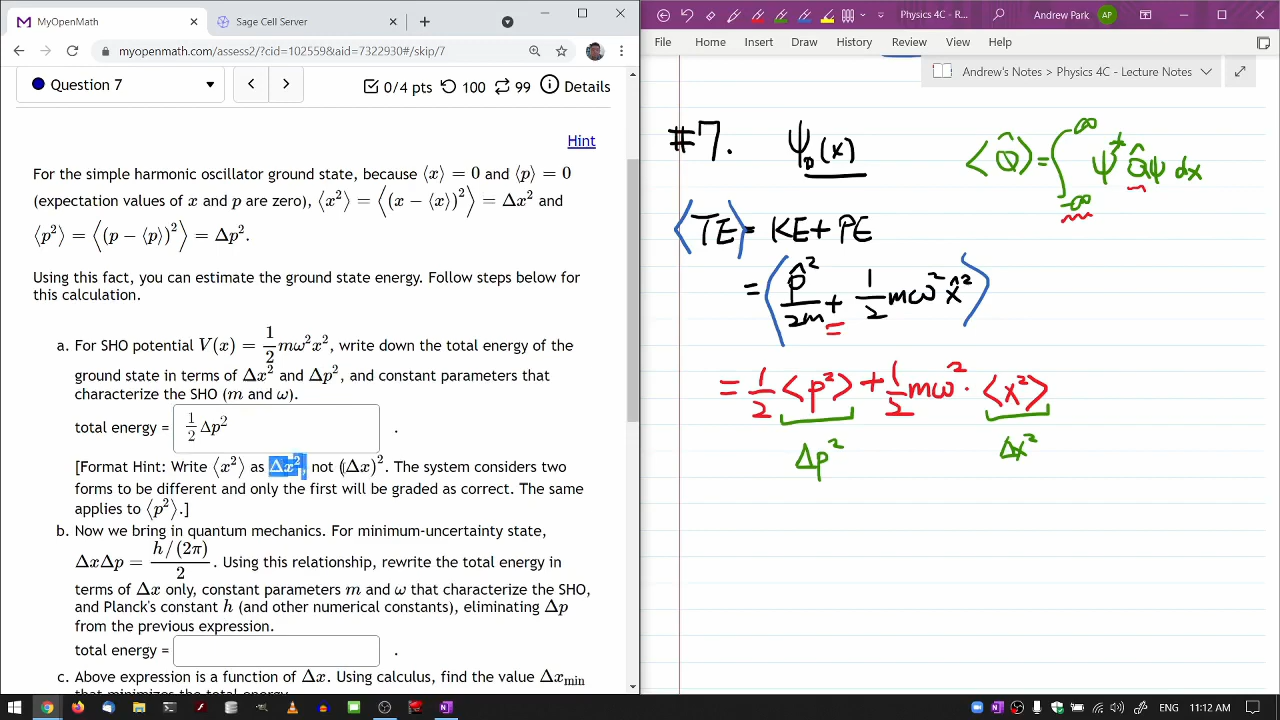 MyOpenMath
Sage Cell Server
myopenmath.com/assess2/?cid=102559&aid=7322930#/skip/7
Question 7
0/4 pts 100 99 Details
Hint
For the simple harmonic oscillator ground state, because ⟨x⟩ = 0 and ⟨p⟩ = 0
(expectation values of x and p are zero), ⟨x²⟩ = ⟨(x − ⟨x⟩)²⟩ = Δx² and
⟨p²⟩ = ⟨(p − ⟨p⟩)²⟩ = Δp².
Using this fact, you can estimate the ground state energy. Follow steps below for
this calculation.
a. For SHO potential V(x) = 1/2 mω²x², write down the total energy of the
ground state in terms of Δx² and Δp², and constant parameters that
characterize the SHO (m and ω).
total energy = 1/2 Δp² .
[Format Hint: Write ⟨x²⟩ as Δx², not (Δx)². The system considers two
forms to be different and only the first will be graded as correct. The same
applies to ⟨p²⟩.]
b. Now we bring in quantum mechanics. For minimum-uncertainty state,
ΔxΔp = h/(2π)/2. Using this relationship, rewrite the total energy in
terms of Δx only, constant parameters m and ω that characterize the SHO,
and Planck's constant h (and other numerical constants), eliminating Δp
from the previous expression.
total energy = .
c. Above expression is a function of Δx. Using calculus, find the value Δx_min
that minimizes the total energy.
Physics 4C - Lecture Notes
Andrew Park AP
File Home Insert Draw History Review View Help
Andrew's Notes > Physics 4C - Lecture Notes
#7. ψ₀(x)
⟨Q̂⟩ = ∫_{-∞}^{∞} ψ* Q̂ψ dx
⟨TE⟩ = KE + PE
= ⟨p̂²/2m + 1/2 mω² x̂²⟩
= 1/2 ⟨p²⟩ + 1/2 mω² · ⟨x²⟩
Δp² Δx²
11:12 AM